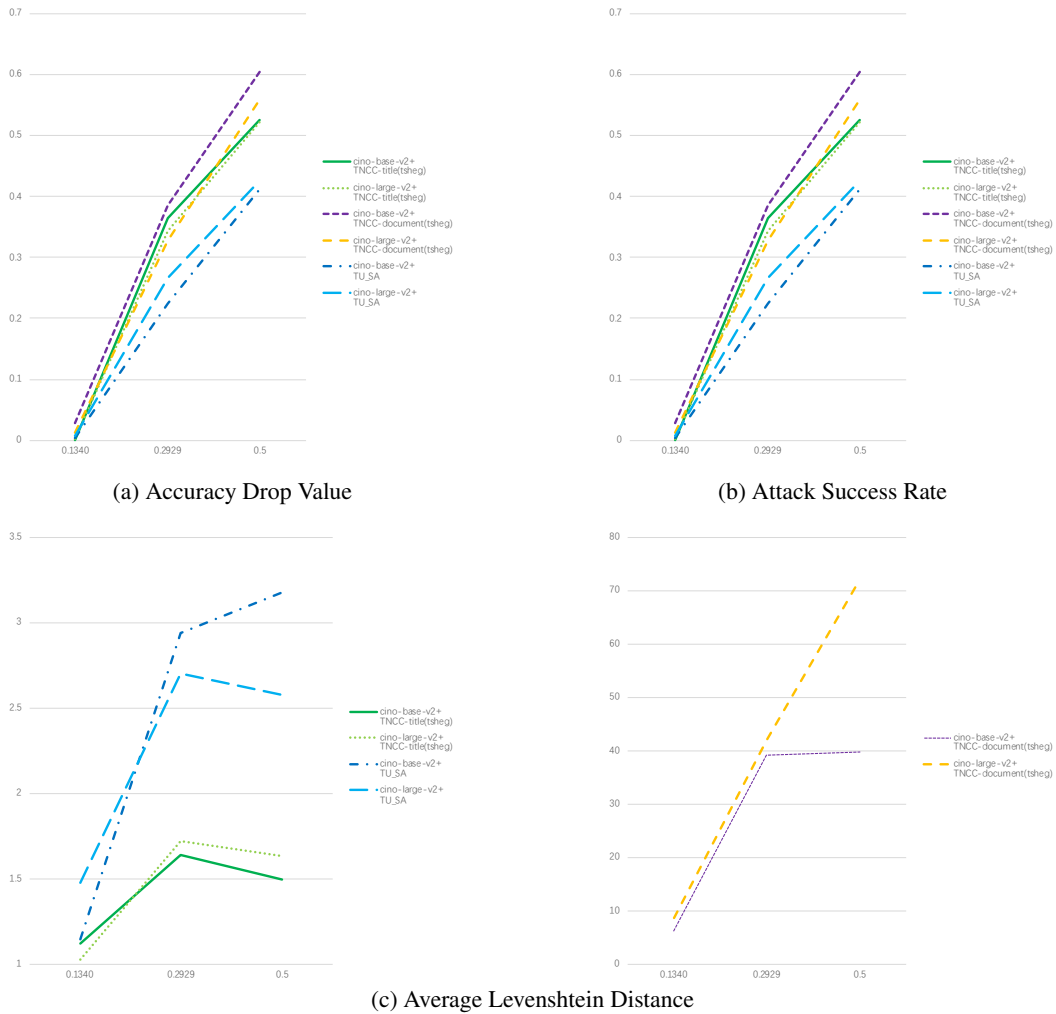 0.7
0.6
0.5
0.4
0.3
0.2
0.1
0
0.1340 0.2929 0.5
cino-base-v2+
TNCC-title(tsheg)
cino-large-v2+
TNCC-title(tsheg)
cino-base-v2+
TNCC-document(tsheg)
cino-large-v2+
TNCC-document(tsheg)
cino-base-v2+
TU_SA
cino-large-v2+
TU_SA
(a) Accuracy Drop Value
0.7
0.6
0.5
0.4
0.3
0.2
0.1
0
0.1340 0.2929 0.5
cino-base-v2+
TNCC-title(tsheg)
cino-large-v2+
TNCC-title(tsheg)
cino-base-v2+
TNCC-document(tsheg)
cino-large-v2+
TNCC-document(tsheg)
cino-base-v2+
TU_SA
cino-large-v2+
TU_SA
(b) Attack Success Rate
3.5
3
2.5
2
1.5
1
0.1340 0.2929 0.5
cino-base-v2+
TNCC-title(tsheg)
cino-large-v2+
TNCC-title(tsheg)
cino-base-v2+
TU_SA
cino-large-v2+
TU_SA
80
70
60
50
40
30
20
10
0
0.1340 0.2929 0.5
cino-base-v2+
TNCC-document(tsheg)
cino-large-v2+
TNCC-document(tsheg)
(c) Average Levenshtein Distance